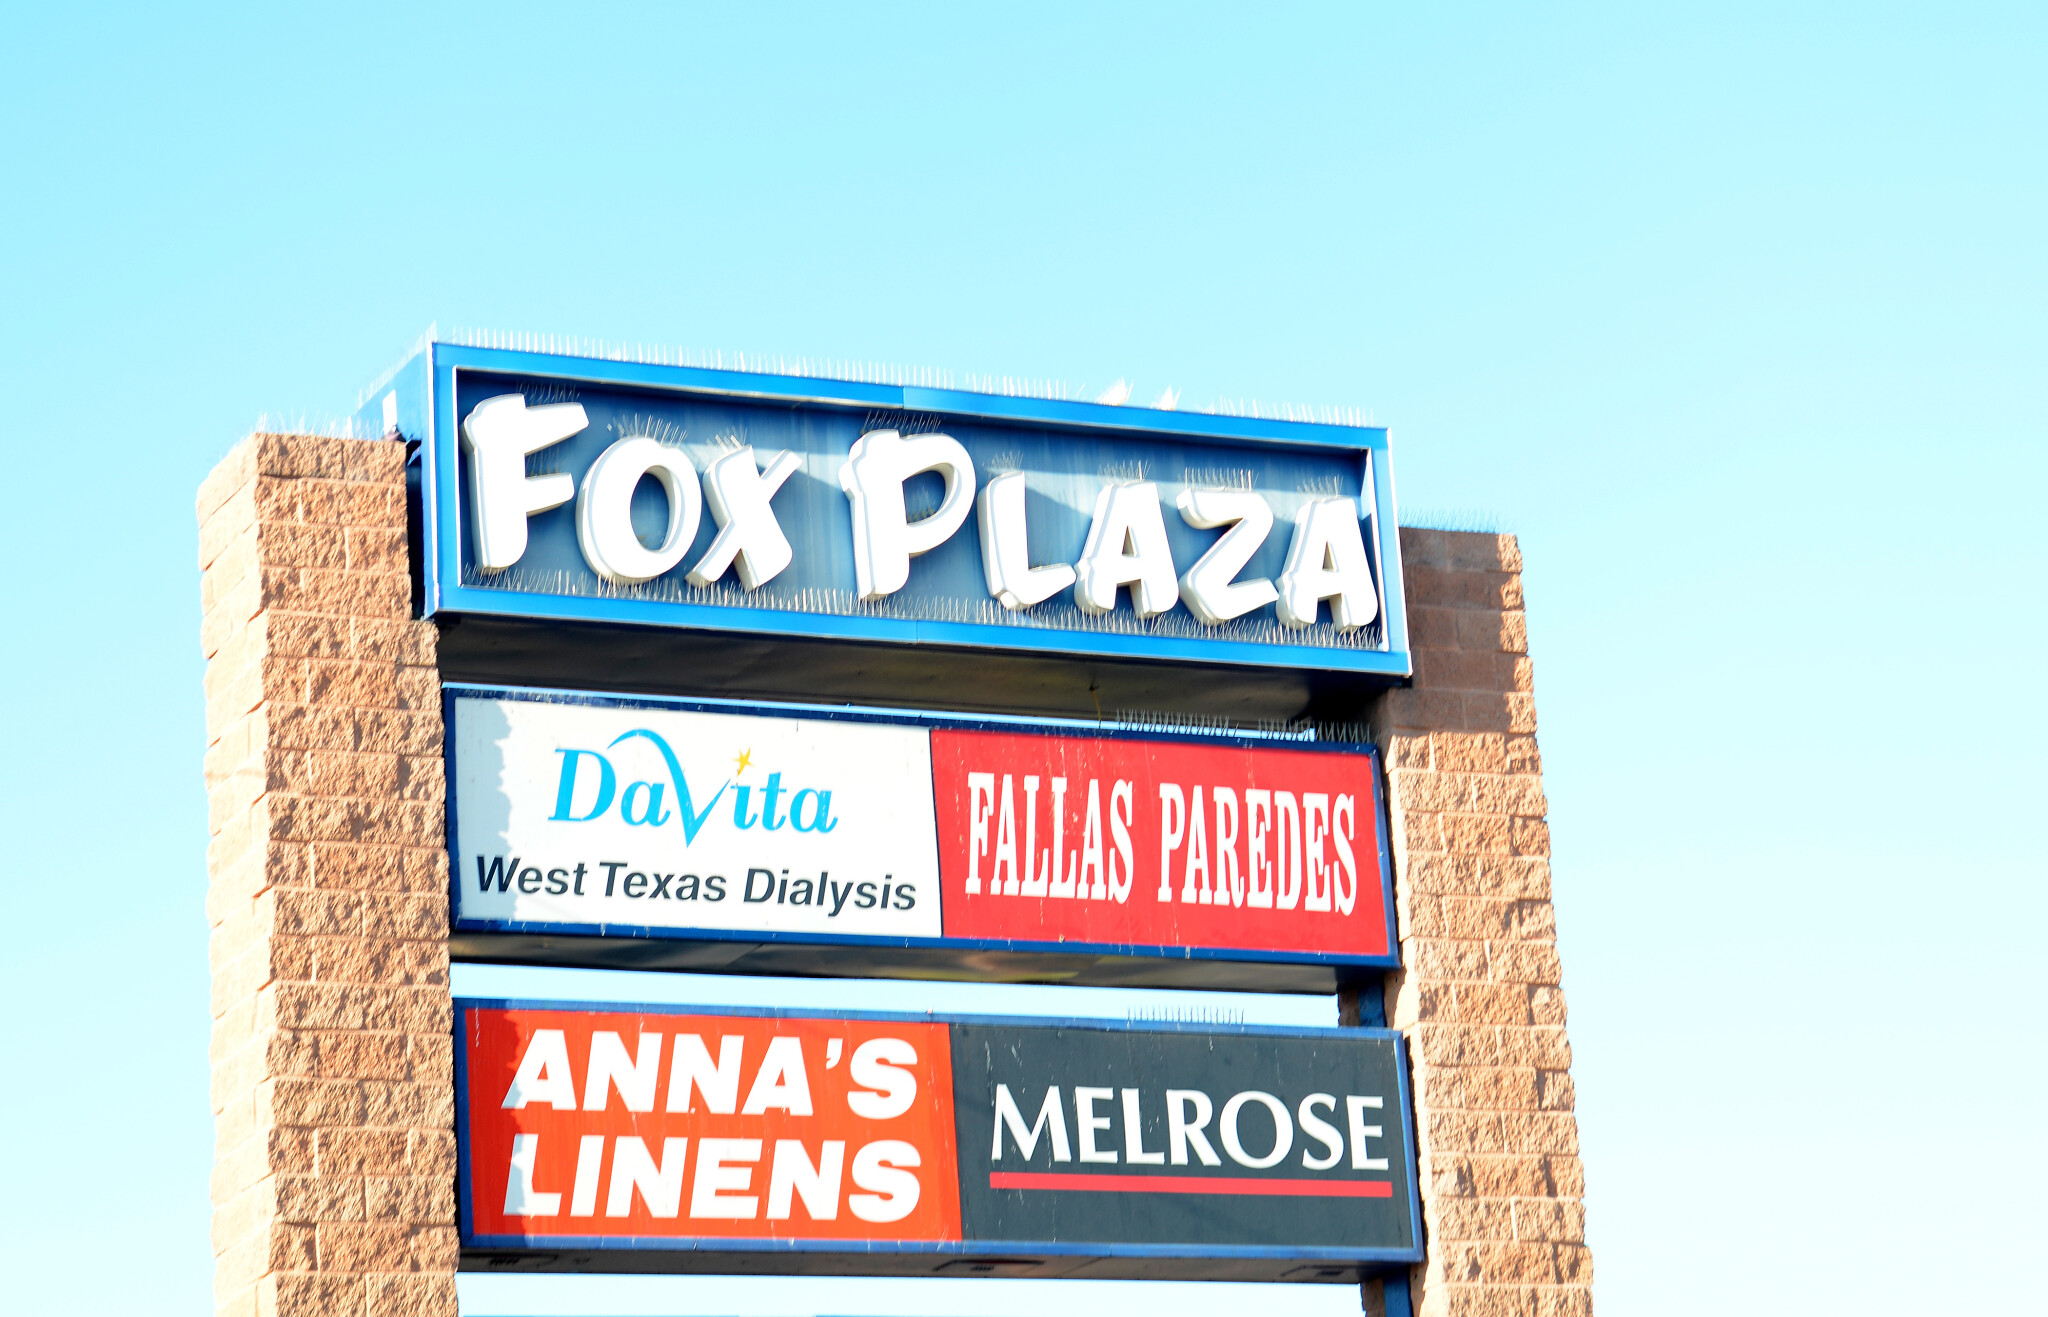 FOX PLAZA
DaVita
West Texas Dialysis
FALLAS PAREDES
ANNA'S
LINENS
MELROSE